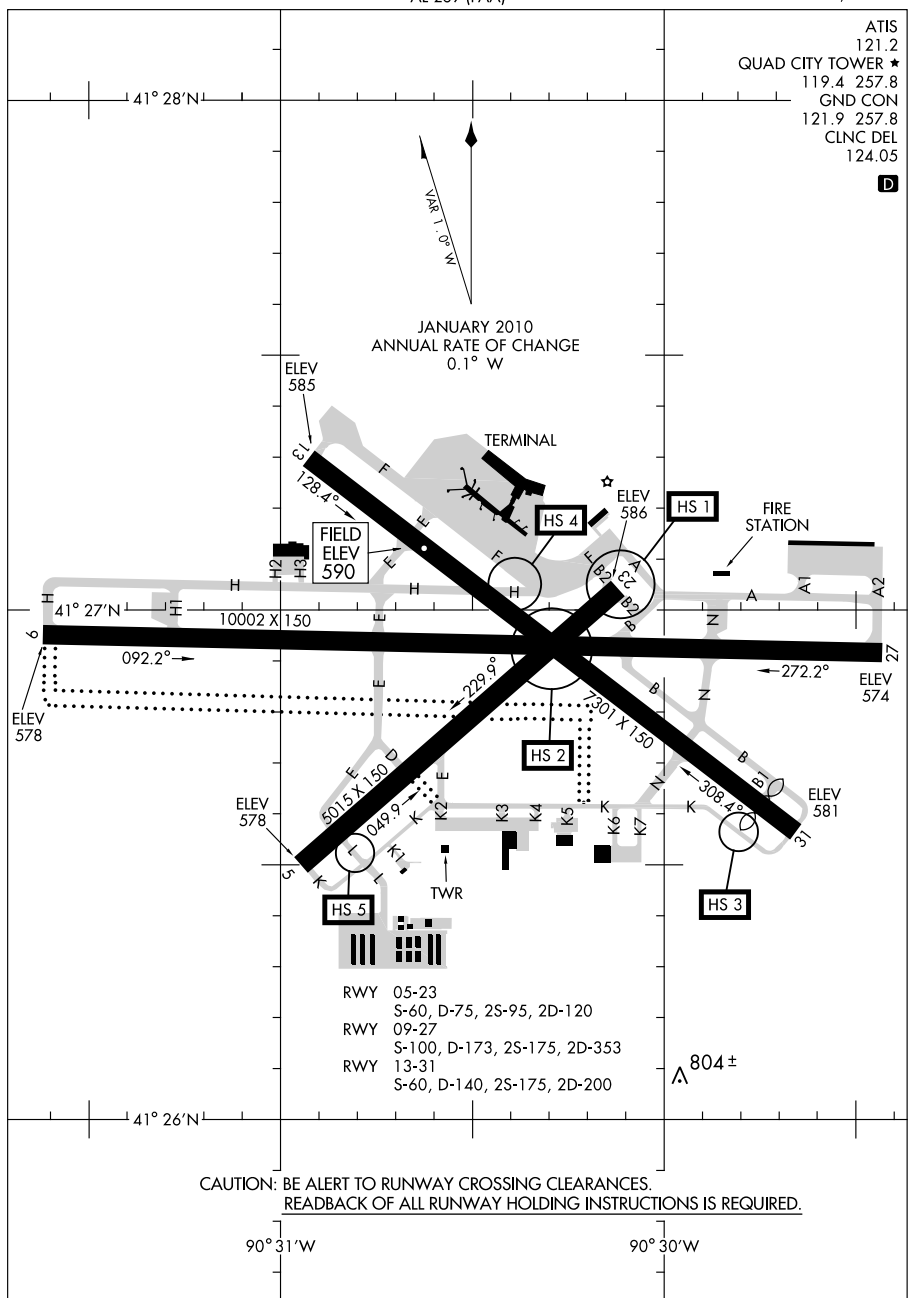 AL-269 (FAA)
ATIS
121.2
QUAD CITY TOWER ★
119.4 257.8
GND CON
121.9 257.8
CLNC DEL
124.05
D
41° 28'N
VAR 1.0° W
JANUARY 2010
ANNUAL RATE OF CHANGE
0.1° W
ELEV
585
13
128.4°
F
TERMINAL
FIELD
ELEV
590
E
HS 4
F
ELEV
586
HS 1
FIRE
STATION
F
A
B2
23
B2
B
H2
H3
E
H
H
H
H
H1
A
A1
A2
N
41° 27'N
10002 X 150
E
9
092.2°
27
272.2°
ELEV
574
ELEV
578
229.9°
E
7301 X 150
B
N
HS 2
B
B1
308.4°
ELEV
581
31
E
D
E
5015 X 150
049.9°
ELEV
578
5
K
K2
K3
K4
K5
K
K6
K7
N
K
L
K1
K
L
TWR
HS 5
HS 3
RWY 05-23
S-60, D-75, 2S-95, 2D-120
RWY 09-27
S-100, D-173, 2S-175, 2D-353
RWY 13-31
S-60, D-140, 2S-175, 2D-200
804±
41° 26'N
CAUTION: BE ALERT TO RUNWAY CROSSING CLEARANCES.
READBACK OF ALL RUNWAY HOLDING INSTRUCTIONS IS REQUIRED.
90° 31'W
90° 30'W